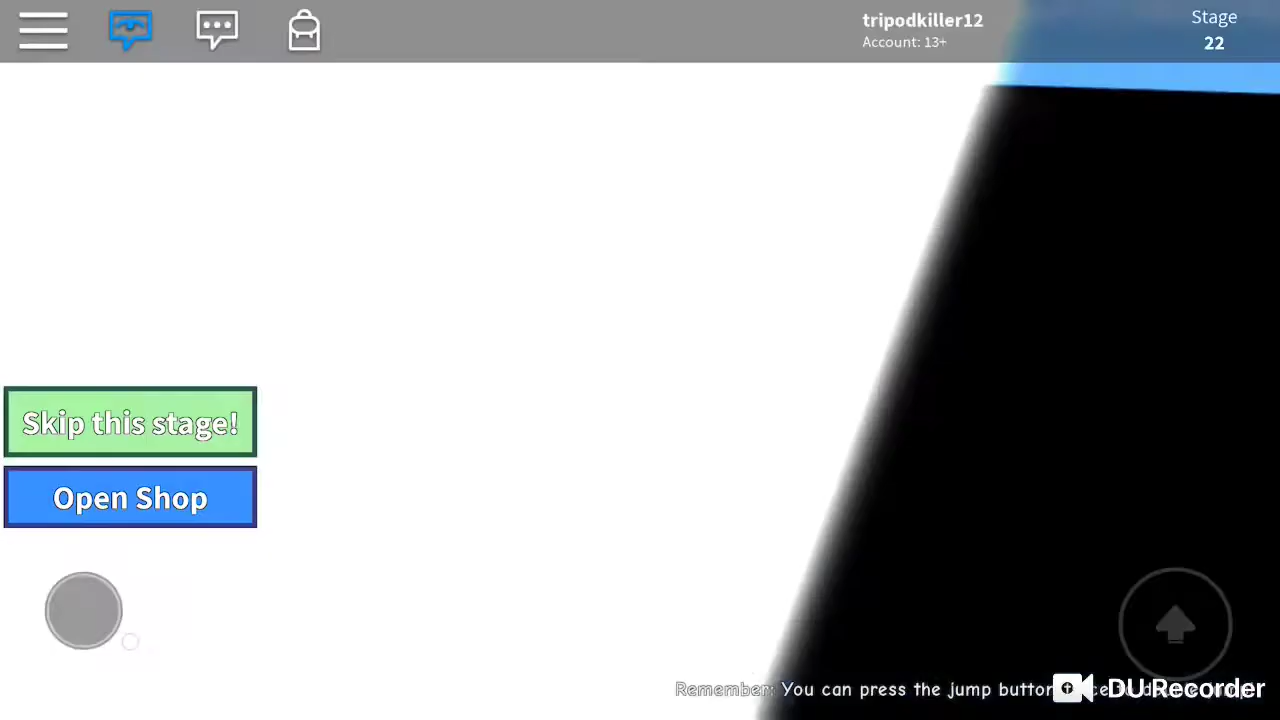 tripodkiller12
Account: 13+
Stage
22
Skip this stage!
Open Shop
Remember: You can press the jump button
DU Recorder